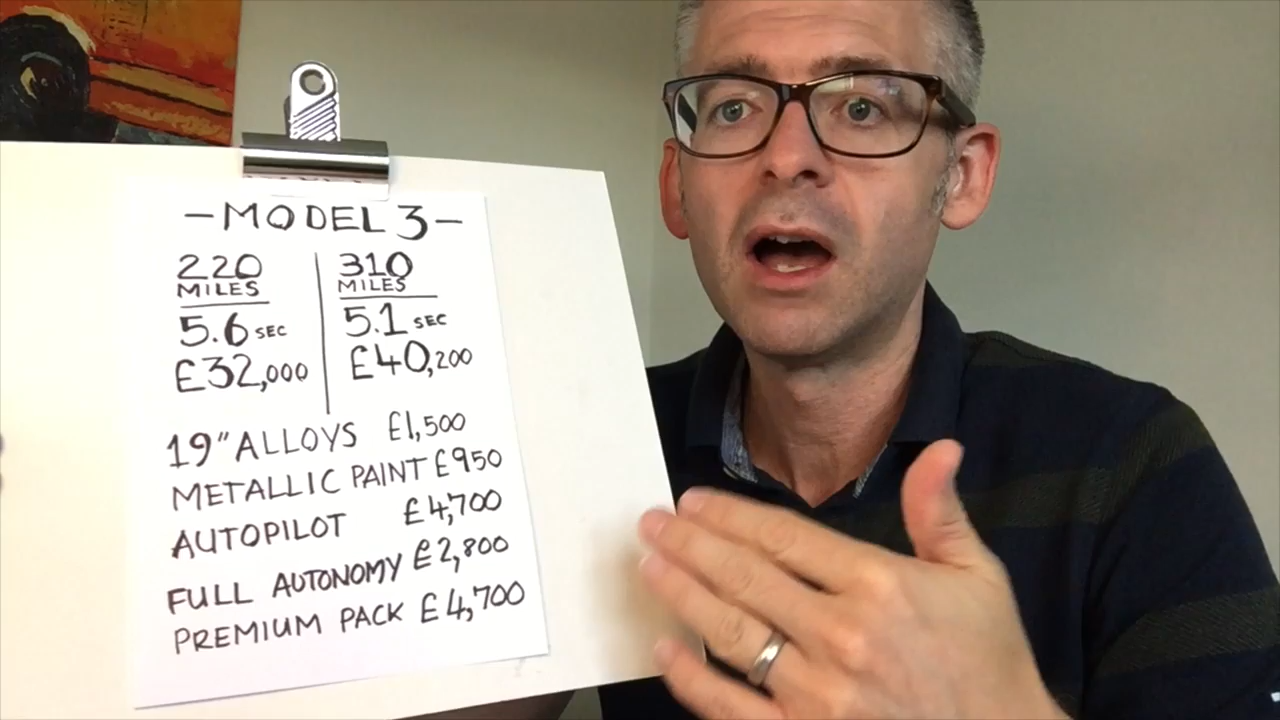 -MODEL 3-
220 MILES
5.6 SEC
£32,000
310 MILES
5.1 SEC
£40,200
19" ALLOYS £1,500
METALLIC PAINT £950
AUTOPILOT £4,700
FULL AUTONOMY £2,800
PREMIUM PACK £4,700